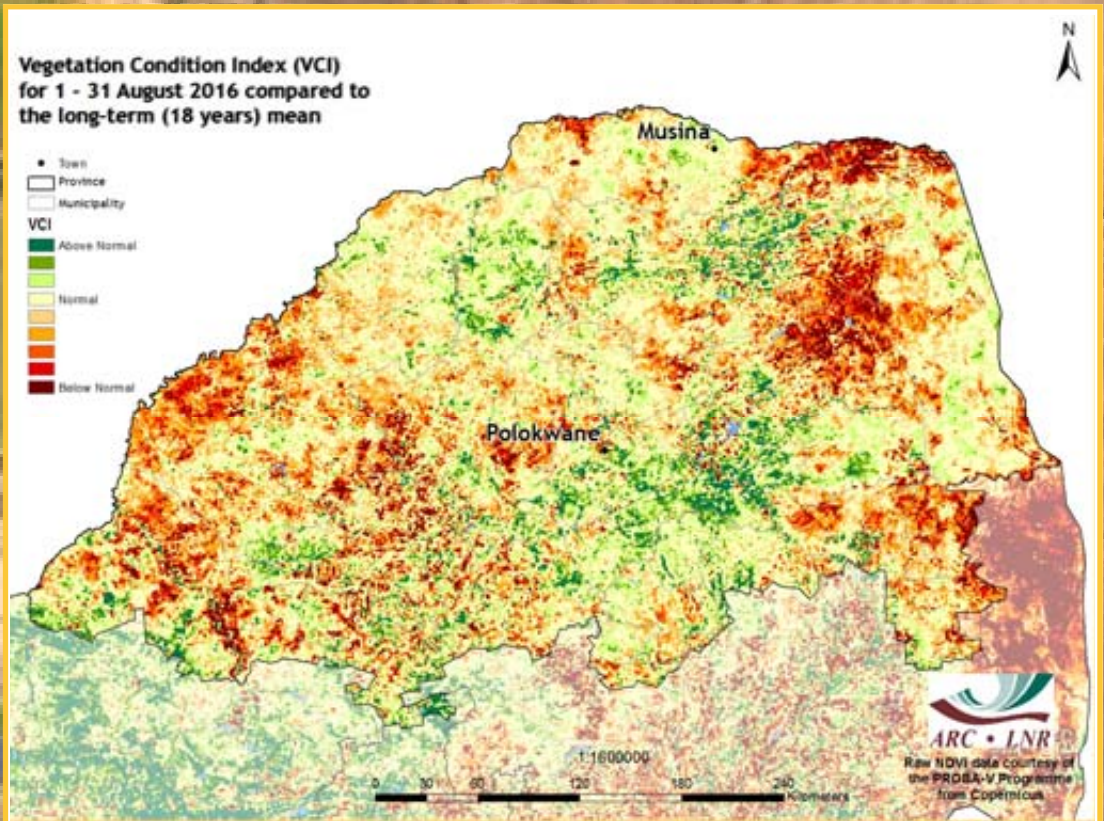 Vegetation Condition Index (VCI)
for 1 - 31 August 2016 compared to
the long-term (18 years) mean
N
Town
Province
Municipality
VCI
Above Normal
Normal
Below Normal
Musina
Polokwane
ARC • LNR
1:1600000
0 30 60 120 180 240
Kilometers
Raw NDVI data courtesy of
the PROBA-V Programme
from Copernicus